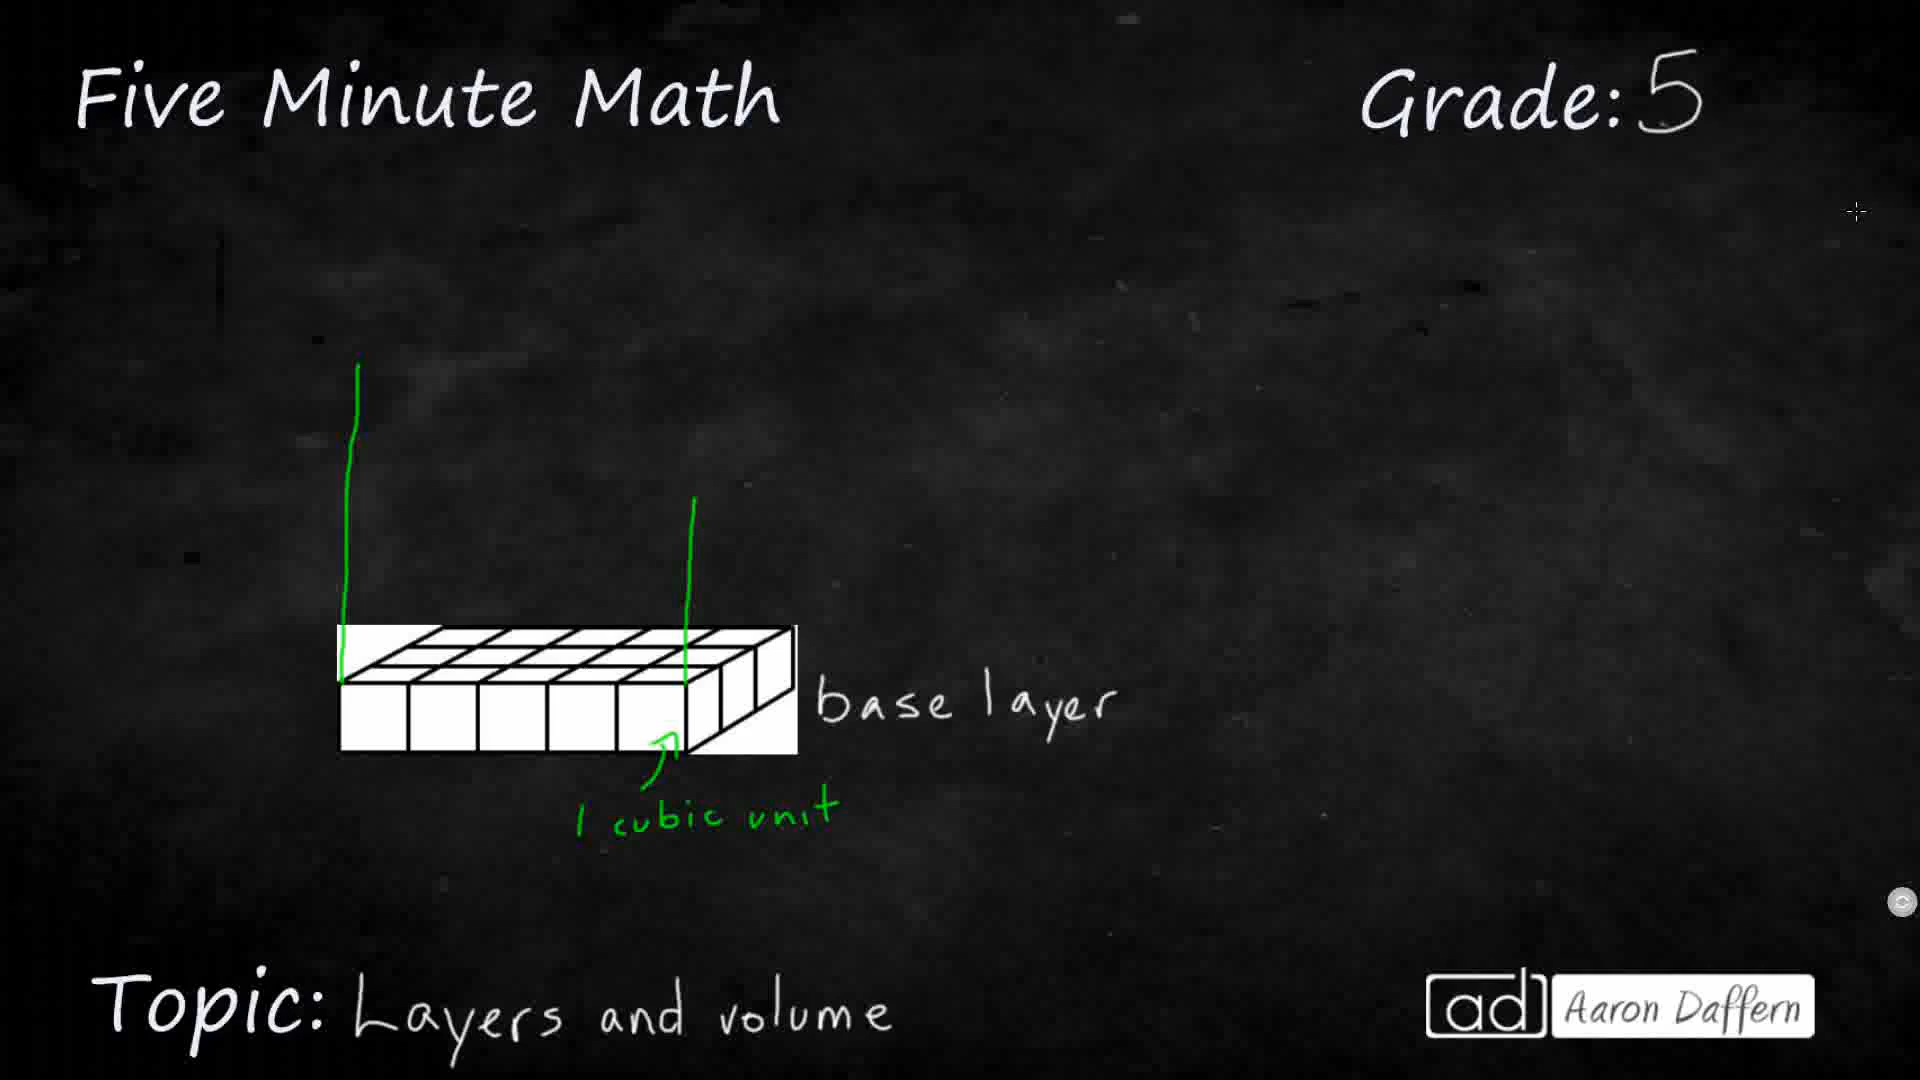 Five Minute Math
Grade: 5
base layer
1 cubic unit
Topic: Layers and volume
ad Aaron Daffern